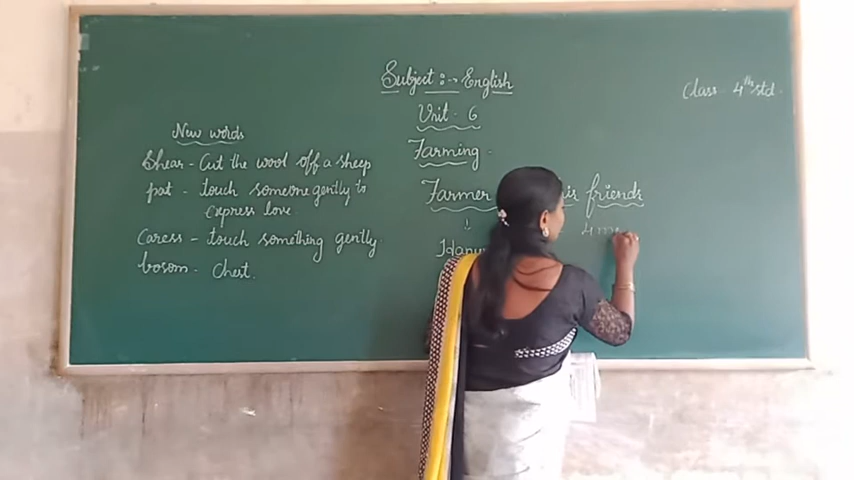 Subject :- English
Class - 4th std.
Unit - 6
Farming -
Farmer is friends
New words
Shear - Cut the wool off a sheep
pat - touch someone gently to
express love
Caress - touch something gently.
bosom - Chest.